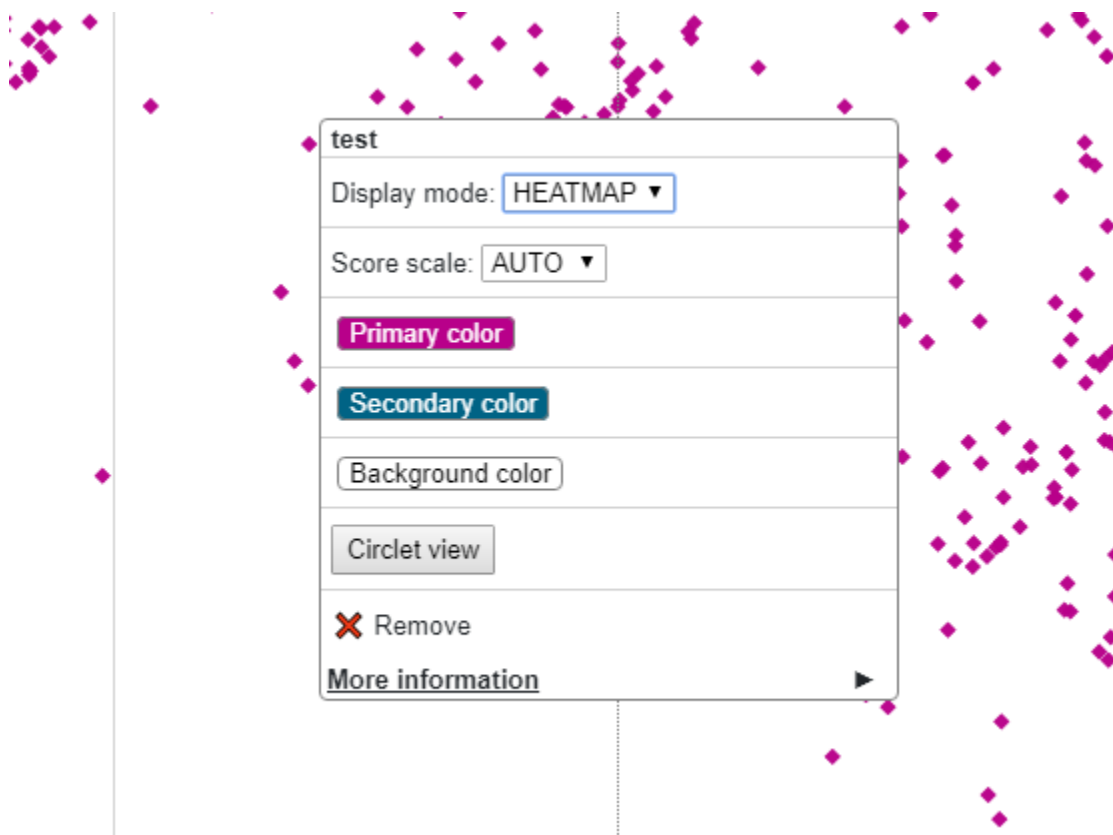 test
Display mode: HEATMAP
Score scale: AUTO
Primary color
Secondary color
Background color
Circlet view
Remove
More information